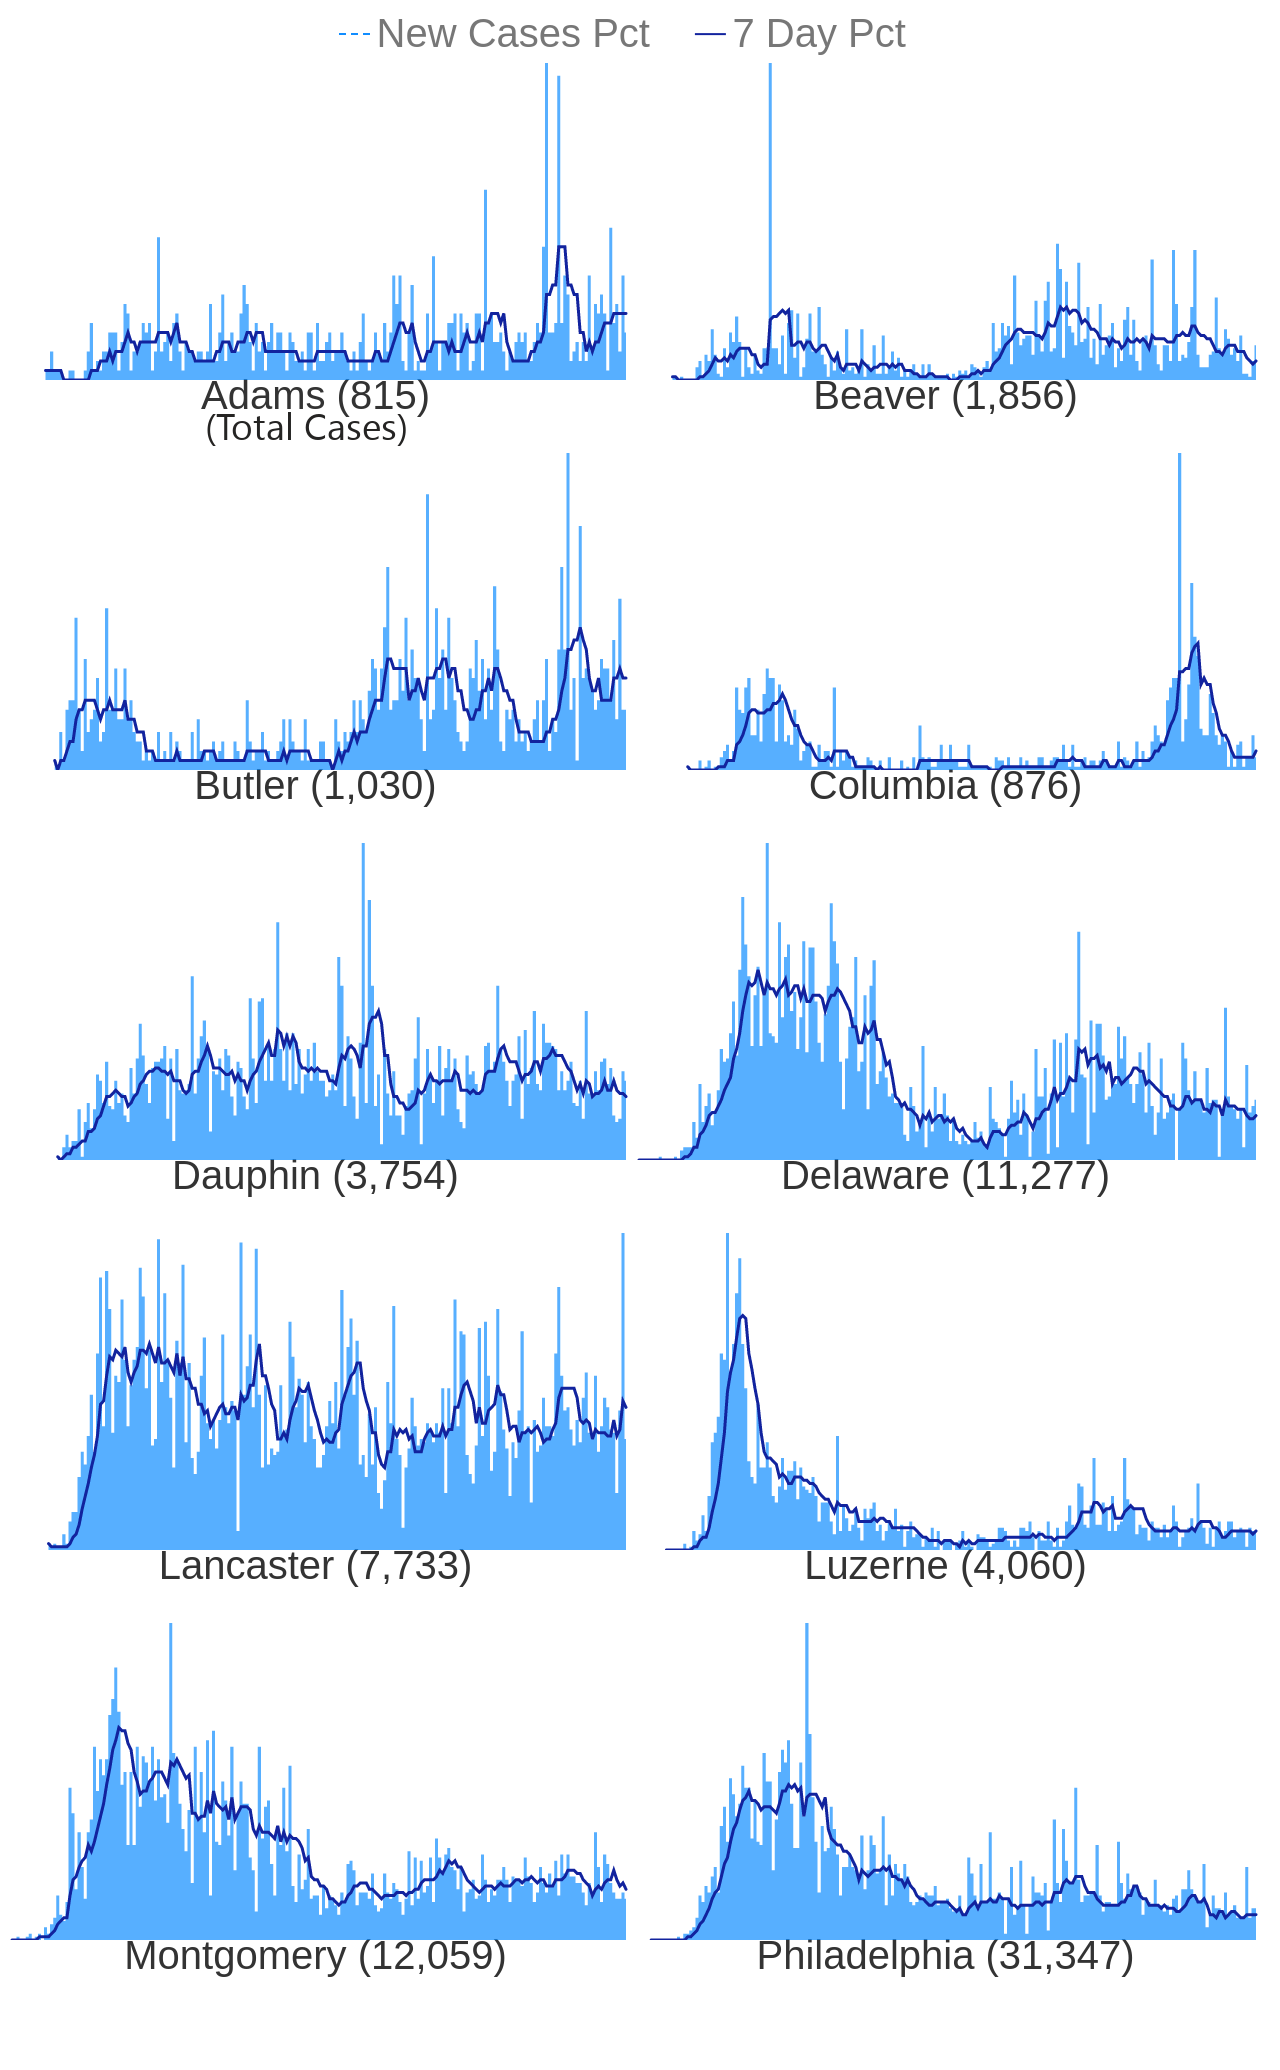 New Cases Pct 7 Day Pct
Adams (815) Beaver (1,856)
(Total Cases)
Butler (1,030) Columbia (876)
Dauphin (3,754) Delaware (11,277)
Lancaster (7,733) Luzerne (4,060)
Montgomery (12,059) Philadelphia (31,347)